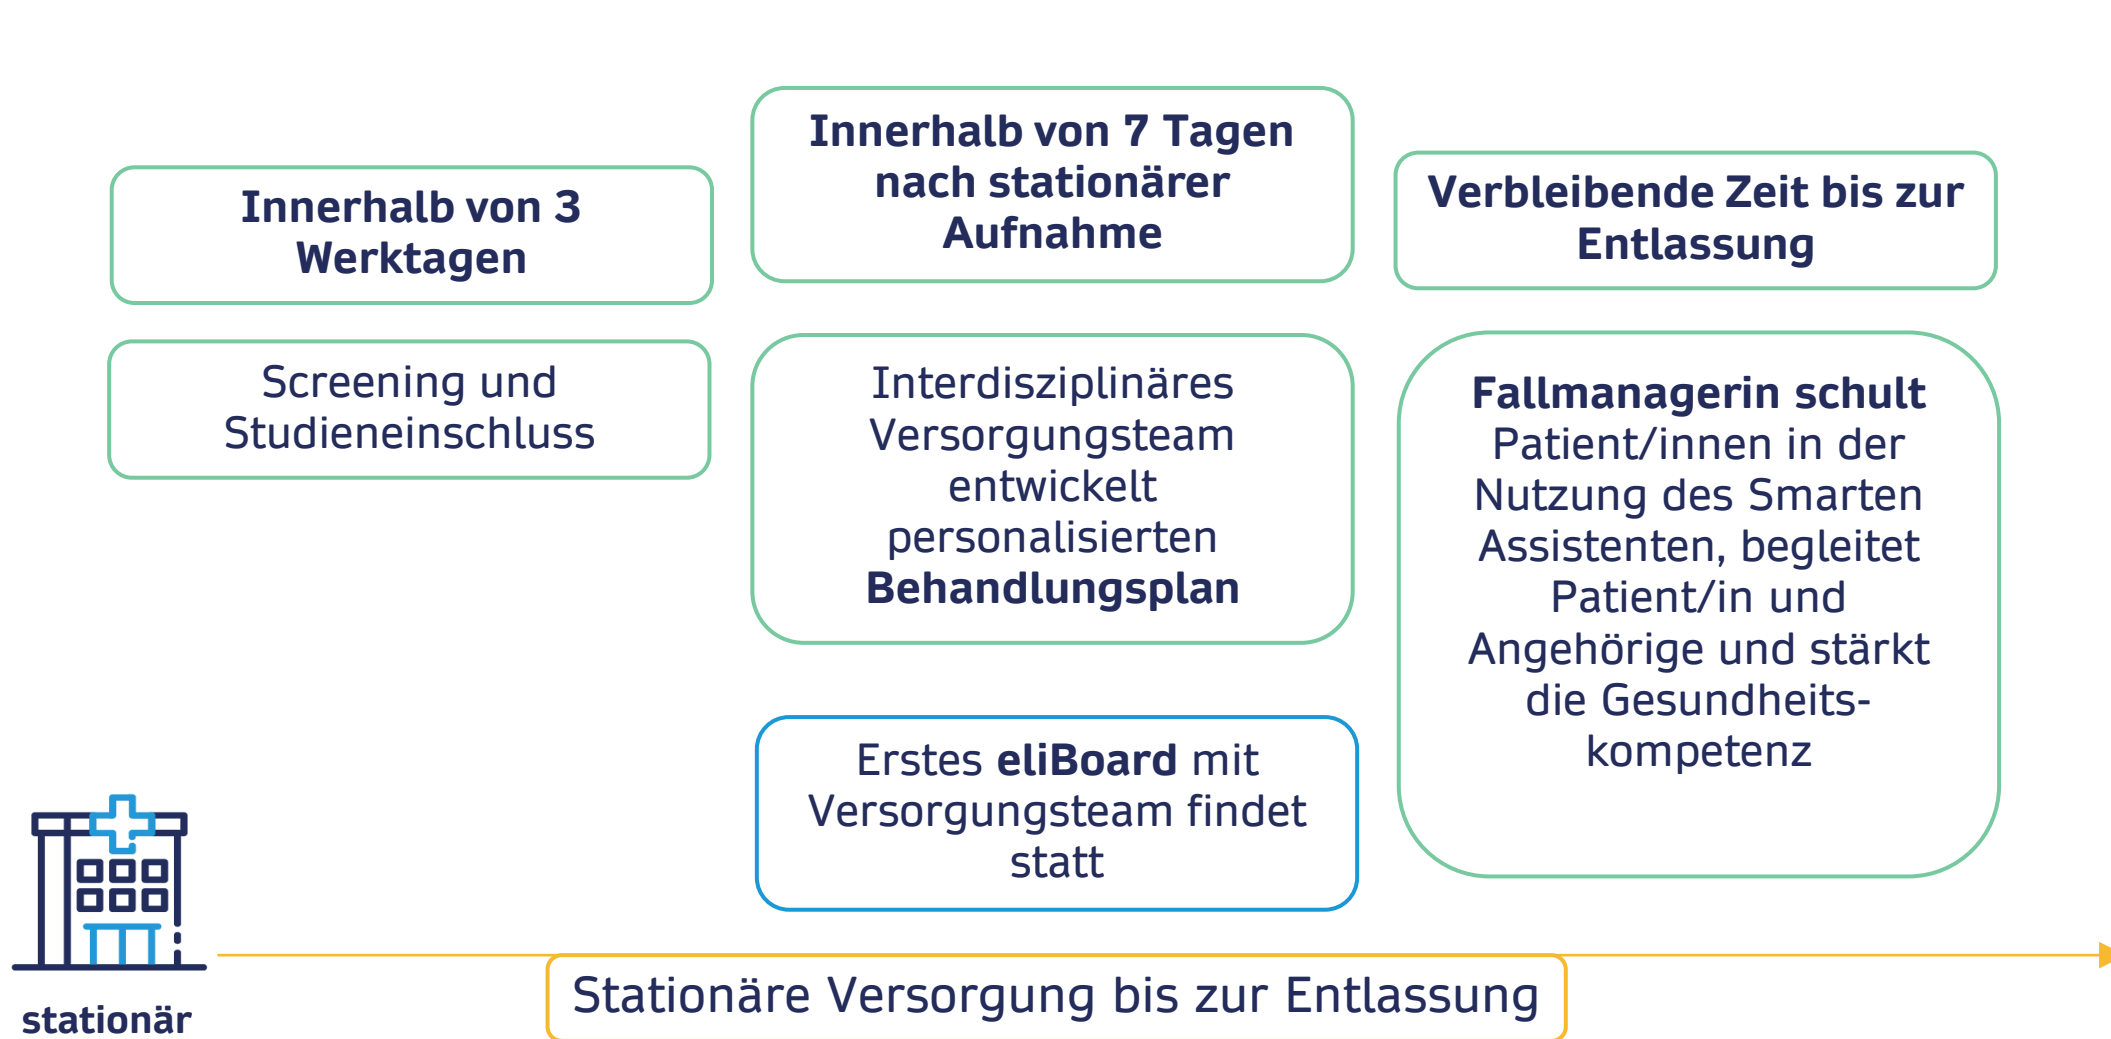 Innerhalb von 3
Werktagen
Screening und
Studieneinschluss
Innerhalb von 7 Tagen
nach stationärer
Aufnahme
Interdisziplinäres
Versorgungsteam
entwickelt
personalisierten
Behandlungsplan
Erstes eliBoard mit
Versorgungsteam findet
statt
Verbleibende Zeit bis zur
Entlassung
Fallmanagerin schult
Patient/innen in der
Nutzung des Smarten
Assistenten, begleitet
Patient/in und
Angehörige und stärkt
die Gesundheits-
kompetenz
stationär
Stationäre Versorgung bis zur Entlassung